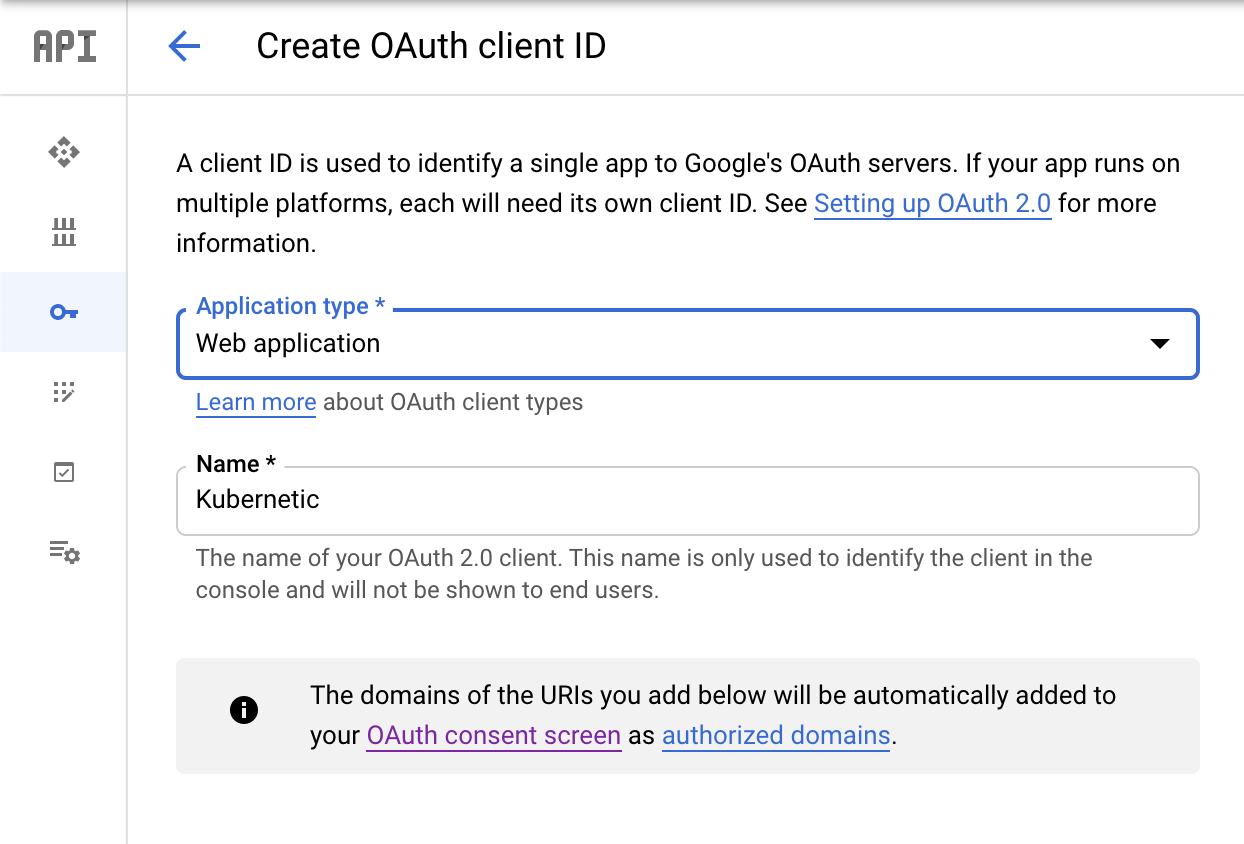 API
Create OAuth client ID
A client ID is used to identify a single app to Google's OAuth servers. If your app runs on
multiple platforms, each will need its own client ID. See Setting up OAuth 2.0 for more
information.
Application type *
Web application
Learn more about OAuth client types
Name *
Kubernetic
The name of your OAuth 2.0 client. This name is only used to identify the client in the
console and will not be shown to end users.
The domains of the URIs you add below will be automatically added to
your OAuth consent screen as authorized domains.